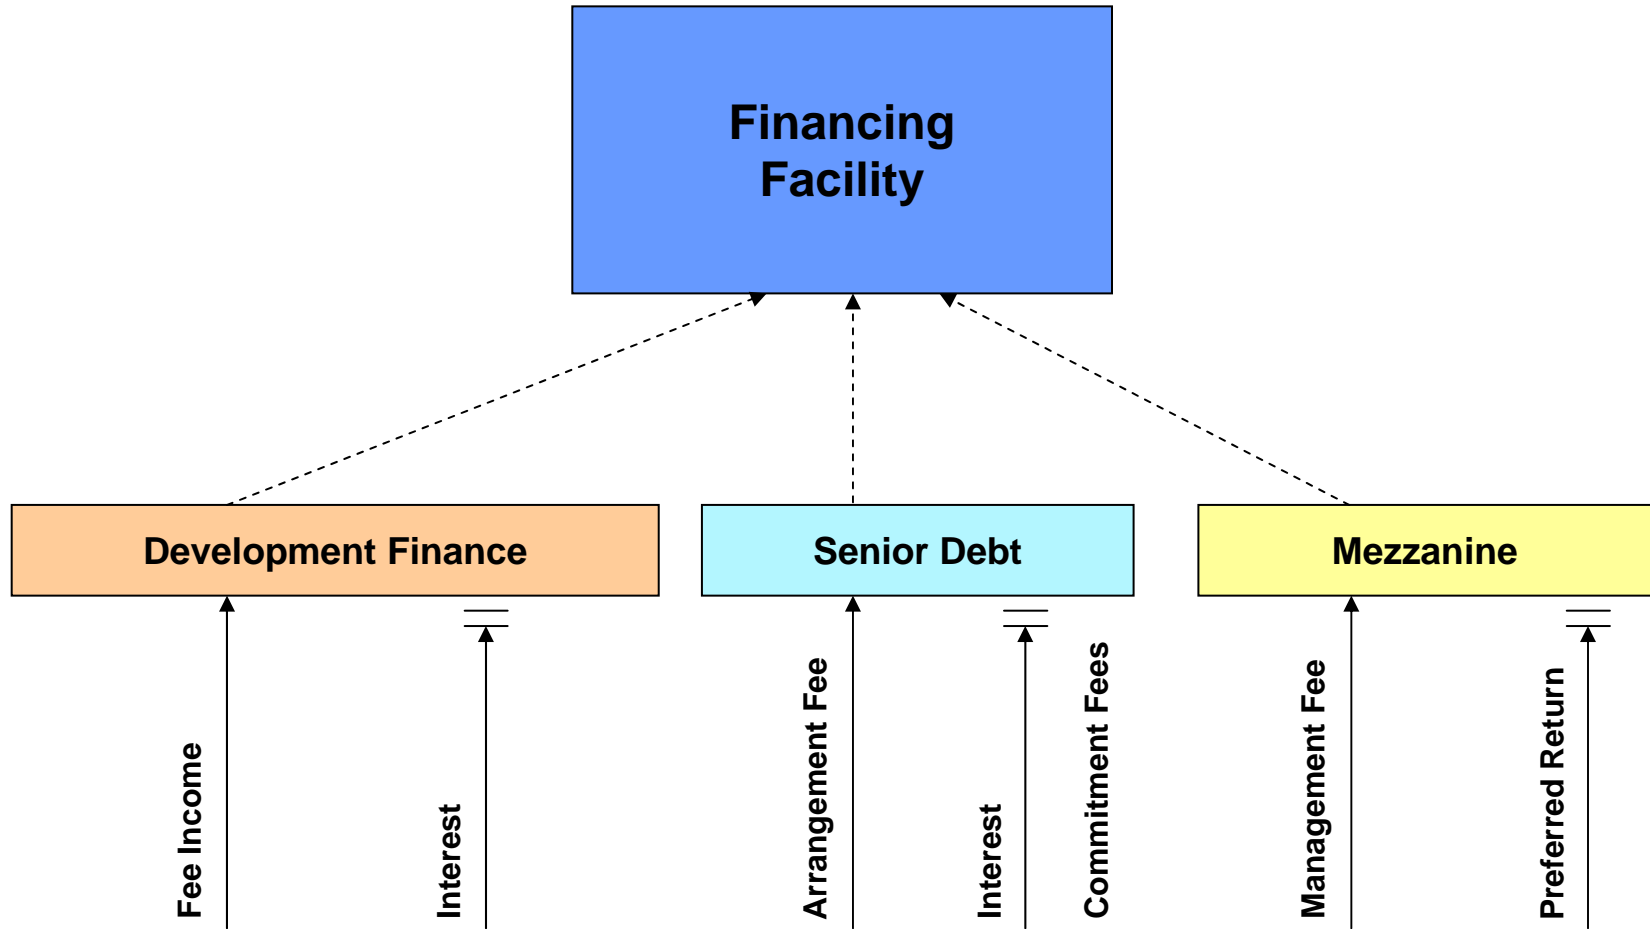 Financing
Facility
Development Finance
Senior Debt
Mezzanine
Fee Income
Interest
Arrangement Fee
Interest
Commitment Fees
Management Fee
Preferred Return